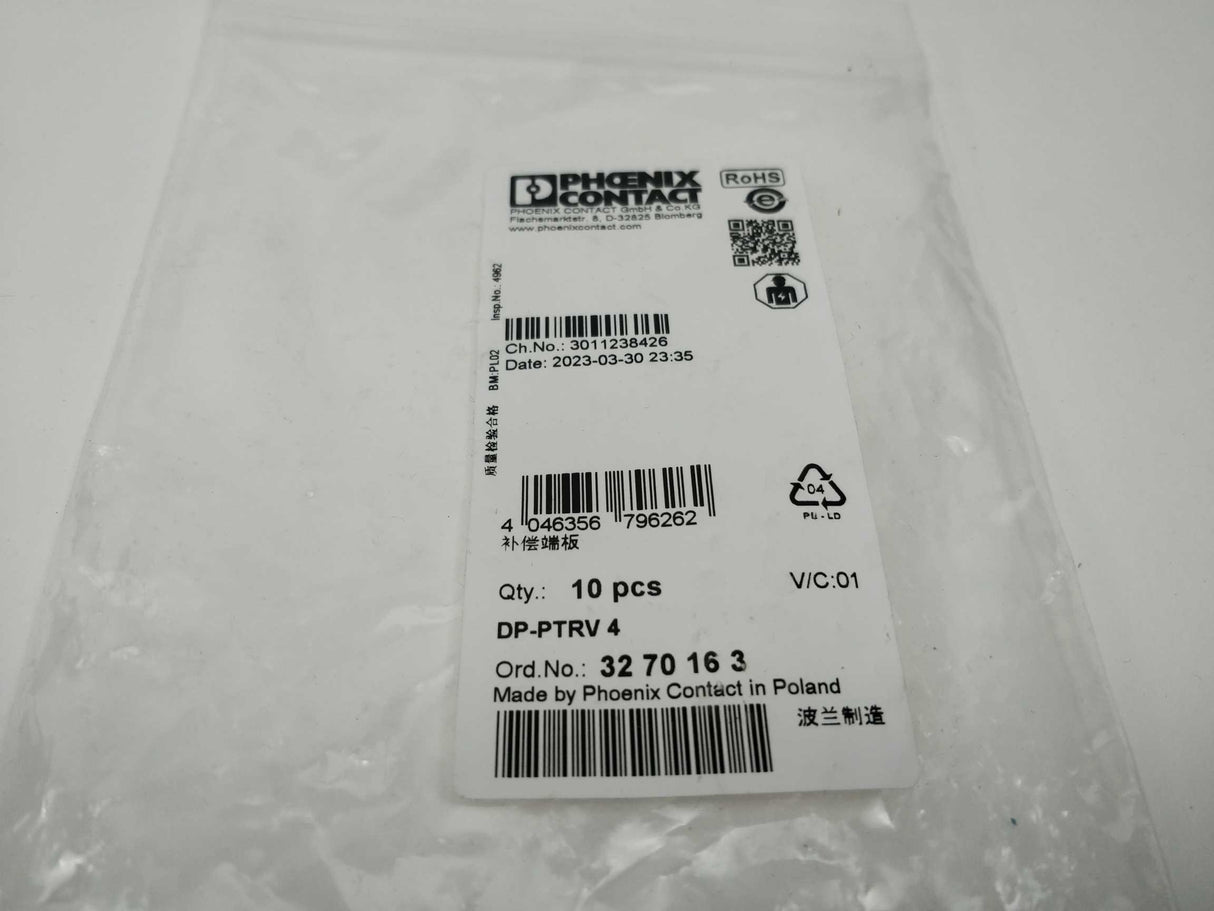 PHŒNIX
CONTACT
PHOENIX CONTACT GmbH & Co.KG
Flachsmarktstr. 8, D-32825 Blomberg
www.phoenixcontact.com
RoHS
e
Insp.No.: 4962
BM:PL02
质量检验合格
Ch.No.: 3011238426
Date: 2023-03-30 23:35
4 046356 796262
补偿端板
04
PE-LD
Qty.: 10 pcs
V/C:01
DP-PTRV 4
Ord.No.: 32 70 16 3
Made by Phoenix Contact in Poland
波兰制造